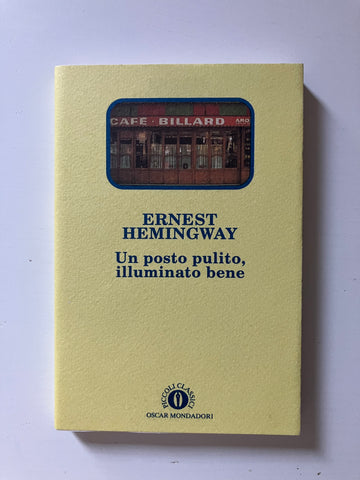 CAFE · BILLARD
ERNEST
HEMINGWAY
Un posto pulito,
illuminato bene
PICCOLI CLASSICI
OSCAR MONDADORI